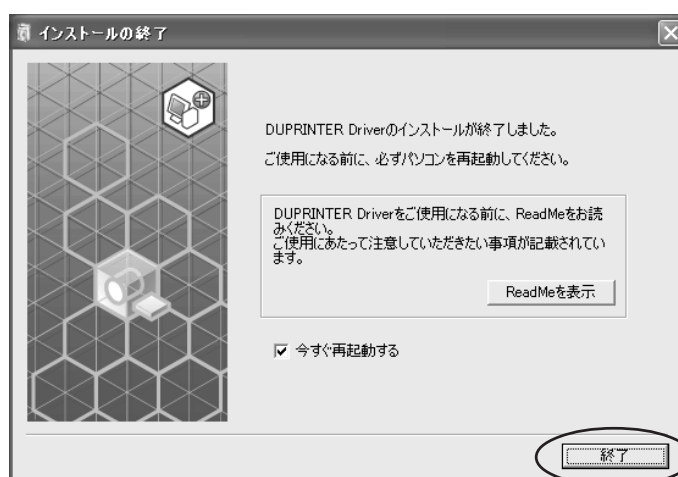 インストールの終了
DUPRINTER Driverのインストールが終了しました。
ご使用になる前に、必ずパソコンを再起動してください。
DUPRINTER Driverをご使用になる前に、ReadMeをお読
みください。
ご使用にあたって注意していただきたい事項が記載されてい
ます。
ReadMeを表示
今すぐ再起動する
終了